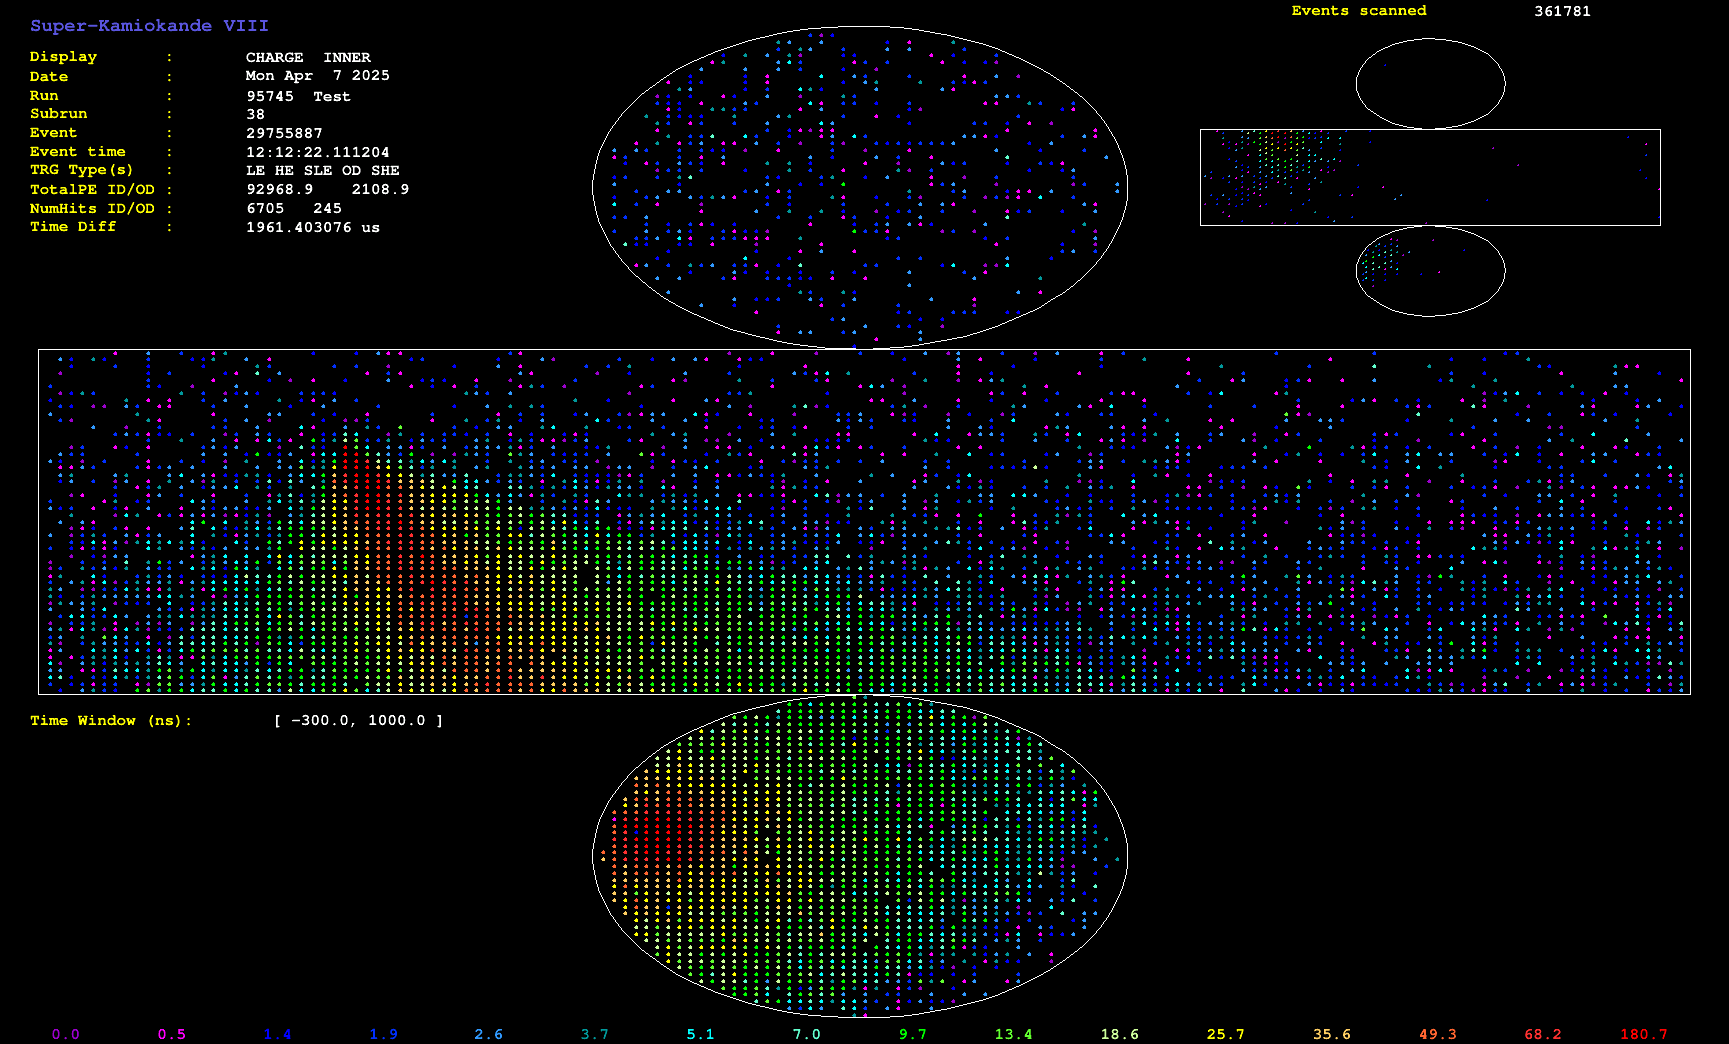 Super-Kamiokande VIII
Events scanned 361781
Display : CHARGE INNER
Date : Mon Apr 7 2025
Run : 95745 Test
Subrun : 38
Event : 29755887
Event time : 12:12:22.111204
TRG Type(s) : LE HE SLE OD SHE
TotalPE ID/OD : 92968.9 2108.9
NumHits ID/OD : 6705 245
Time Diff : 1961.403076 us
Time Window (ns): [ -300.0, 1000.0 ]
0.0 0.5 1.4 1.9 2.6 3.7 5.1 7.0 9.7 13.4 18.6 25.7 35.6 49.3 68.2 180.7